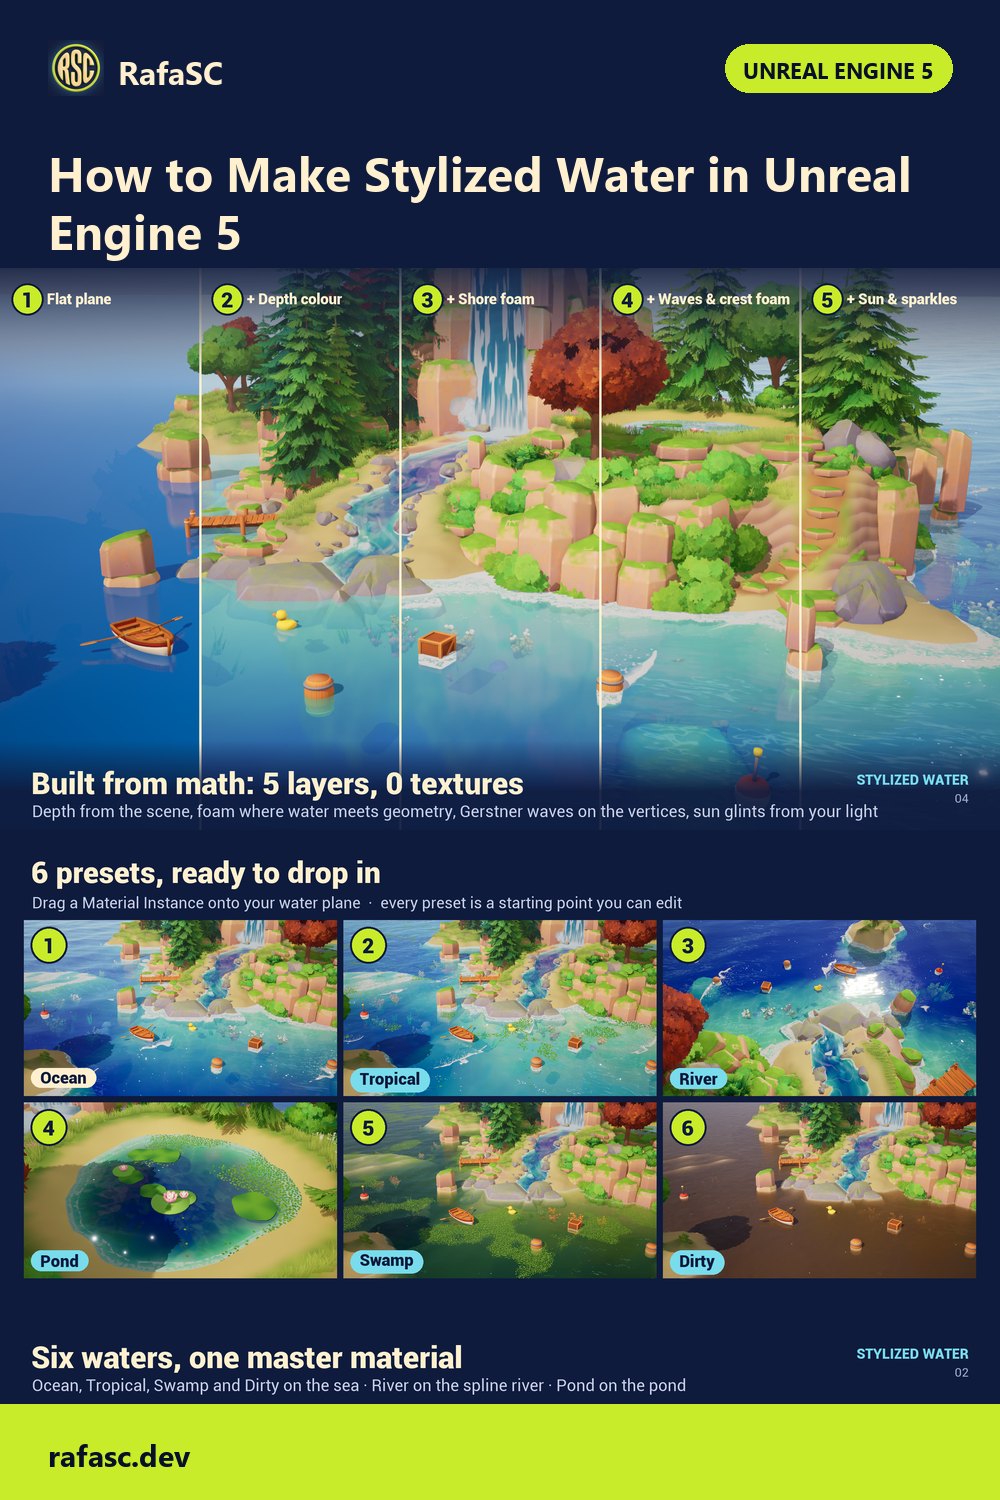 RSC
RafaSC
UNREAL ENGINE 5
How to Make Stylized Water in Unreal
Engine 5
1 Flat plane
2 + Depth colour
3 + Shore foam
4 + Waves & crest foam
5 + Sun & sparkles
Built from math: 5 layers, 0 textures
STYLIZED WATER
04
Depth from the scene, foam where water meets geometry, Gerstner waves on the vertices, sun glints from your light
6 presets, ready to drop in
Drag a Material Instance onto your water plane · every preset is a starting point you can edit
1
Ocean
2
Tropical
3
River
4
Pond
5
Swamp
6
Dirty
Six waters, one master material
STYLIZED WATER
02
Ocean, Tropical, Swamp and Dirty on the sea · River on the spline river · Pond on the pond
rafasc.dev